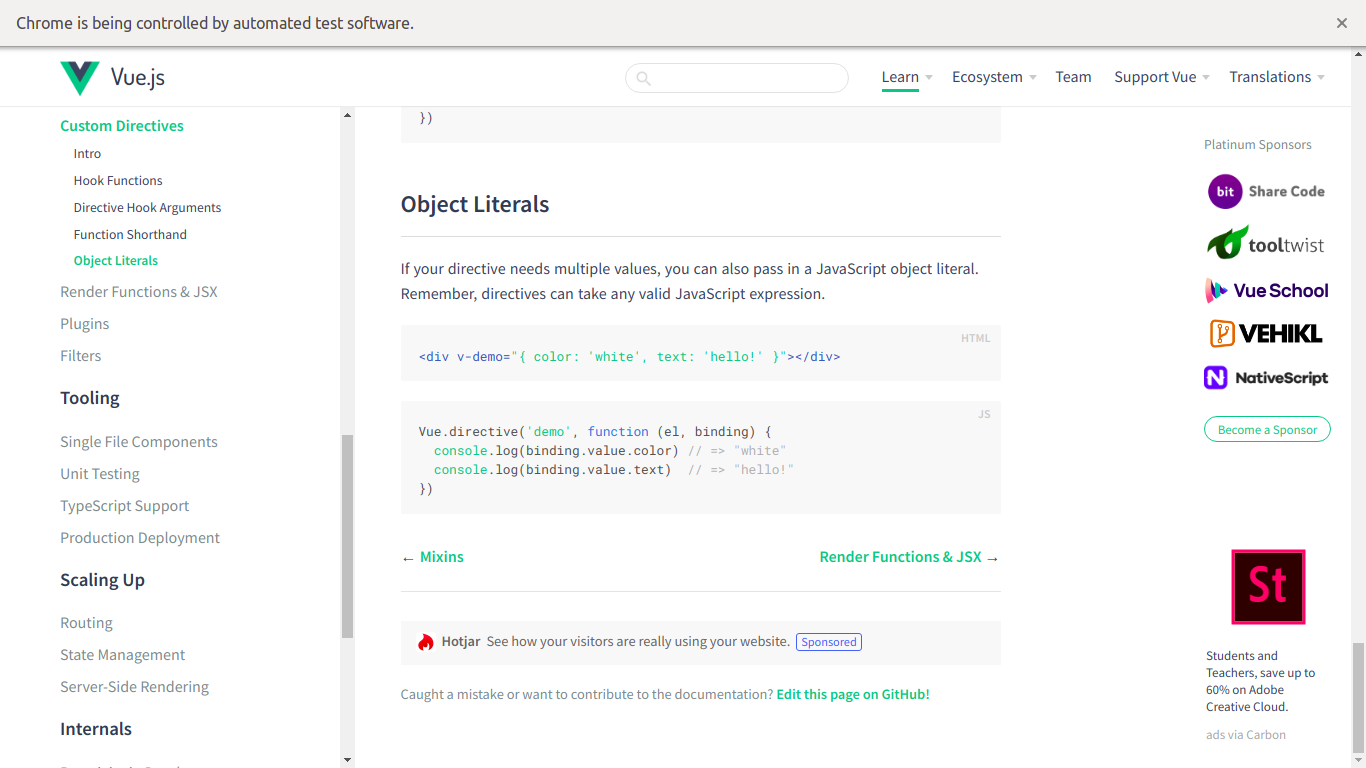 Chrome is being controlled by automated test software.
Vue.js
Learn
Ecosystem
Team
Support Vue
Translations
Custom Directives
Intro
Hook Functions
Directive Hook Arguments
Function Shorthand
Object Literals
Render Functions & JSX
Plugins
Filters
Tooling
Single File Components
Unit Testing
TypeScript Support
Production Deployment
Scaling Up
Routing
State Management
Server-Side Rendering
Internals
})
Object Literals
If your directive needs multiple values, you can also pass in a JavaScript object literal.
Remember, directives can take any valid JavaScript expression.
HTML
<div v-demo="{ color: 'white', text: 'hello!' }"></div>
JS
Vue.directive('demo', function (el, binding) {
  console.log(binding.value.color) // => "white"
  console.log(binding.value.text)  // => "hello!"
})
← Mixins
Render Functions & JSX →
Hotjar See how your visitors are really using your website. Sponsored
Caught a mistake or want to contribute to the documentation? Edit this page on GitHub!
Platinum Sponsors
bit Share Code
tooltwist
Vue School
VEHIKL
N NativeScript
Become a Sponsor
St
Students and
Teachers, save up to
60% on Adobe
Creative Cloud.
ads via Carbon